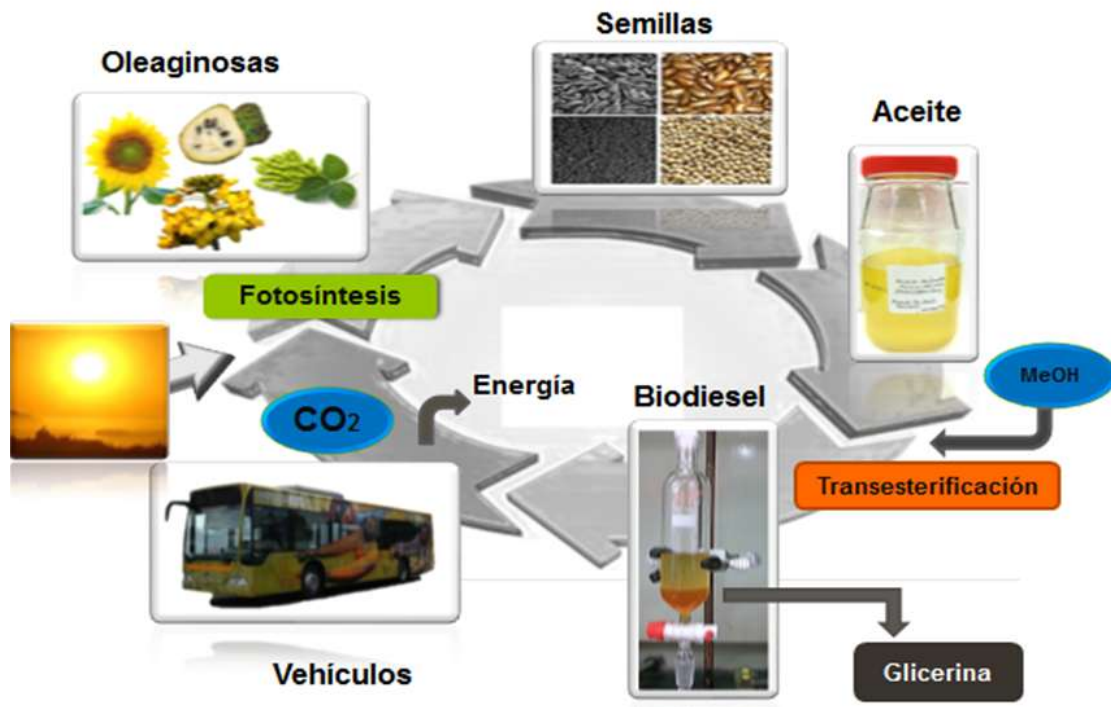 Semillas
Oleaginosas
Aceite
Fotosíntesis
MeOH
Energía
Biodiesel
CO₂
Transesterificación
Glicerina
Vehículos